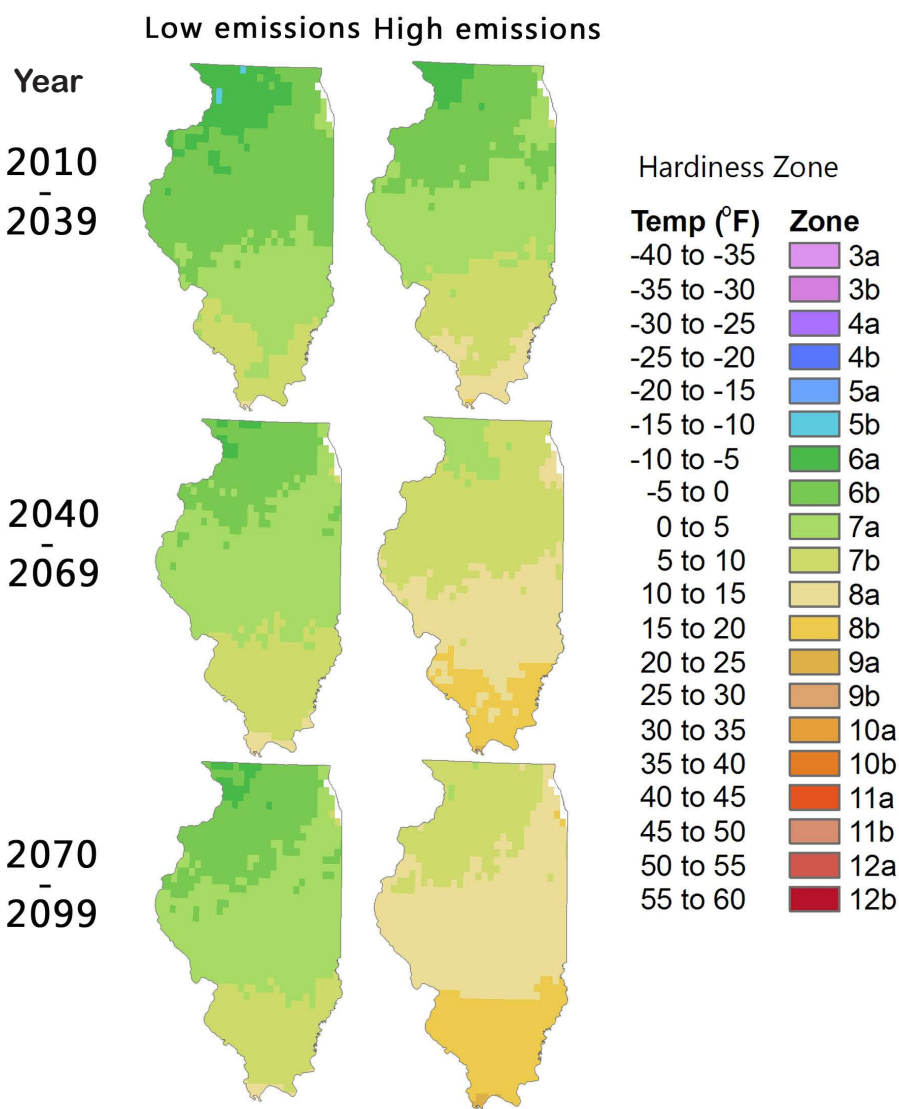 Low emissions High emissions
Year
2010
-
2039
2040
-
2069
2070
-
2099
Hardiness Zone
Temp (°F) Zone
-40 to -35 3a
-35 to -30 3b
-30 to -25 4a
-25 to -20 4b
-20 to -15 5a
-15 to -10 5b
-10 to -5 6a
-5 to 0 6b
0 to 5 7a
5 to 10 7b
10 to 15 8a
15 to 20 8b
20 to 25 9a
25 to 30 9b
30 to 35 10a
35 to 40 10b
40 to 45 11a
45 to 50 11b
50 to 55 12a
55 to 60 12b